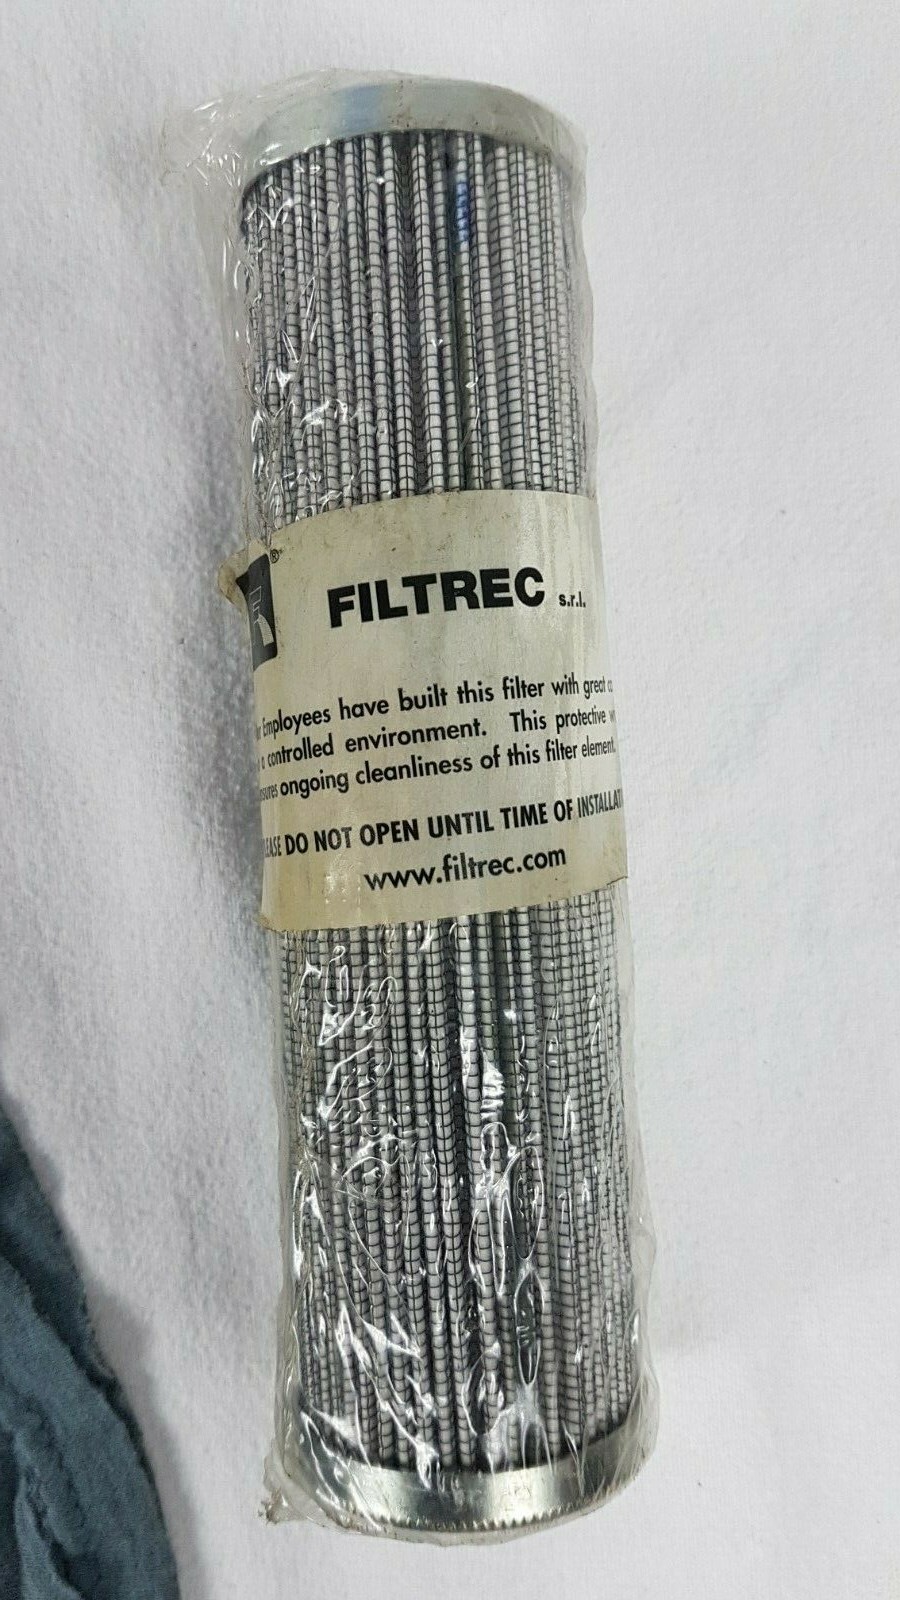 ®
FILTREC s.r.l.
Employees have built this filter with great
controlled environment. This protective
ongoing cleanliness of this filter element.
DO NOT OPEN UNTIL TIME OF
www.filtrec.com